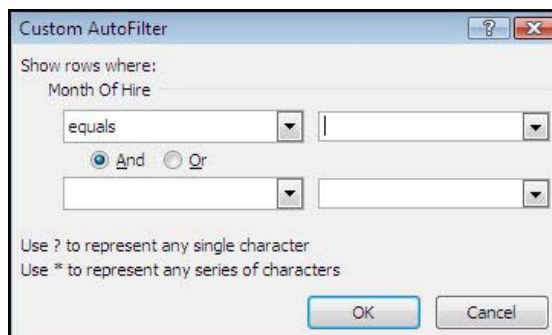 Custom AutoFilter
?
Show rows where:
Month Of Hire
equals
And Or
Use ? to represent any single character
Use * to represent any series of characters
OK Cancel